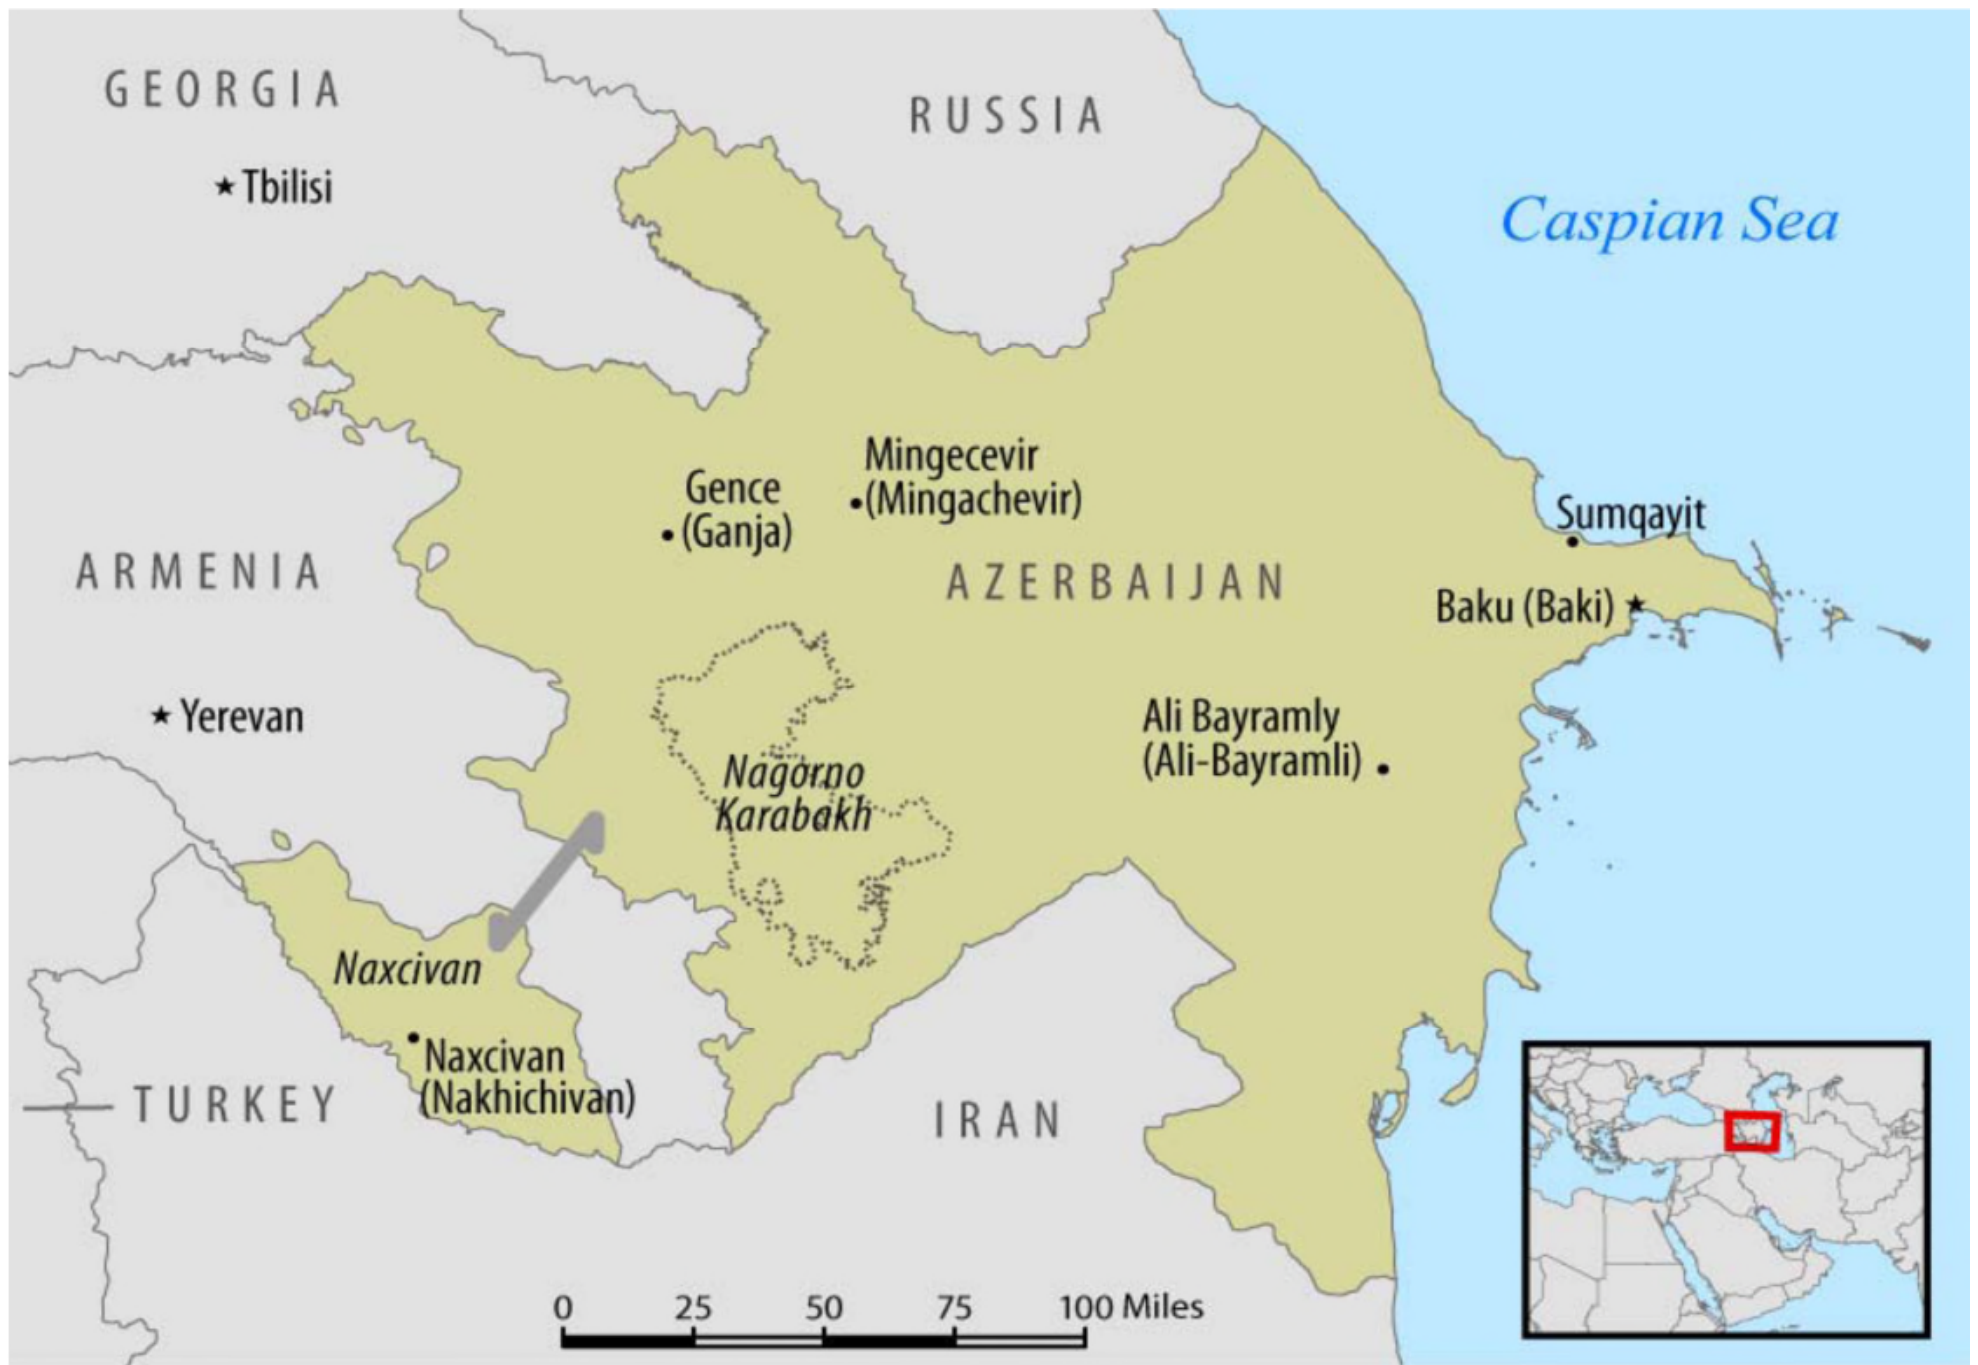 GEORGIA
RUSSIA
Tbilisi
Caspian Sea
Mingecevir
(Mingachevir)
Gence
(Ganja)
Sumqayit
ARMENIA
AZERBAIJAN
Baku (Baki)
Yerevan
Ali Bayramly
(Ali-Bayramli)
Nagorno
Karabakh
Naxcivan
Naxcivan
(Nakhichivan)
TURKEY
IRAN
0 25 50 75 100 Miles